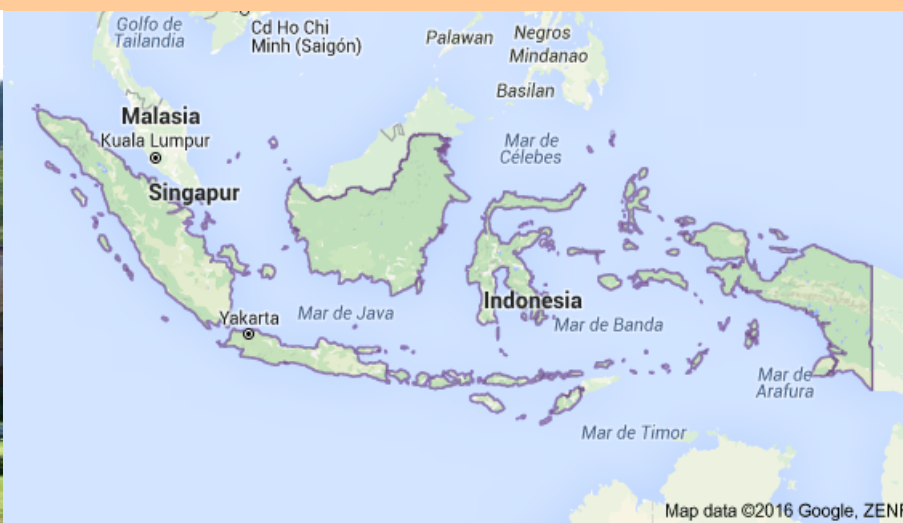 Golfo de
Tailandia
Cd Ho Chi
Minh (Saigón)
Palawan
Negros
Mindanao
Basilan
Malasia
Kuala Lumpur
Mar de
Célebes
Singapur
Indonesia
Yakarta
Mar de Java
Mar de Banda
Mar de
Arafura
Mar de Timor
Map data ©2016 Google, ZENR